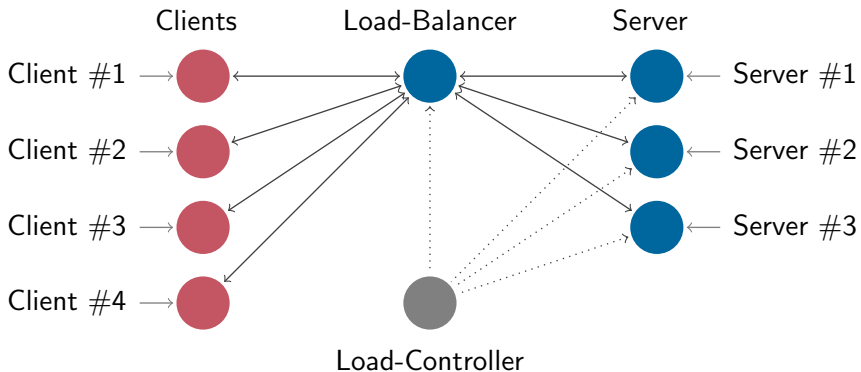 Clients
Load-Balancer
Server
Client #1
Server #1
Client #2
Server #2
Client #3
Server #3
Client #4
Load-Controller